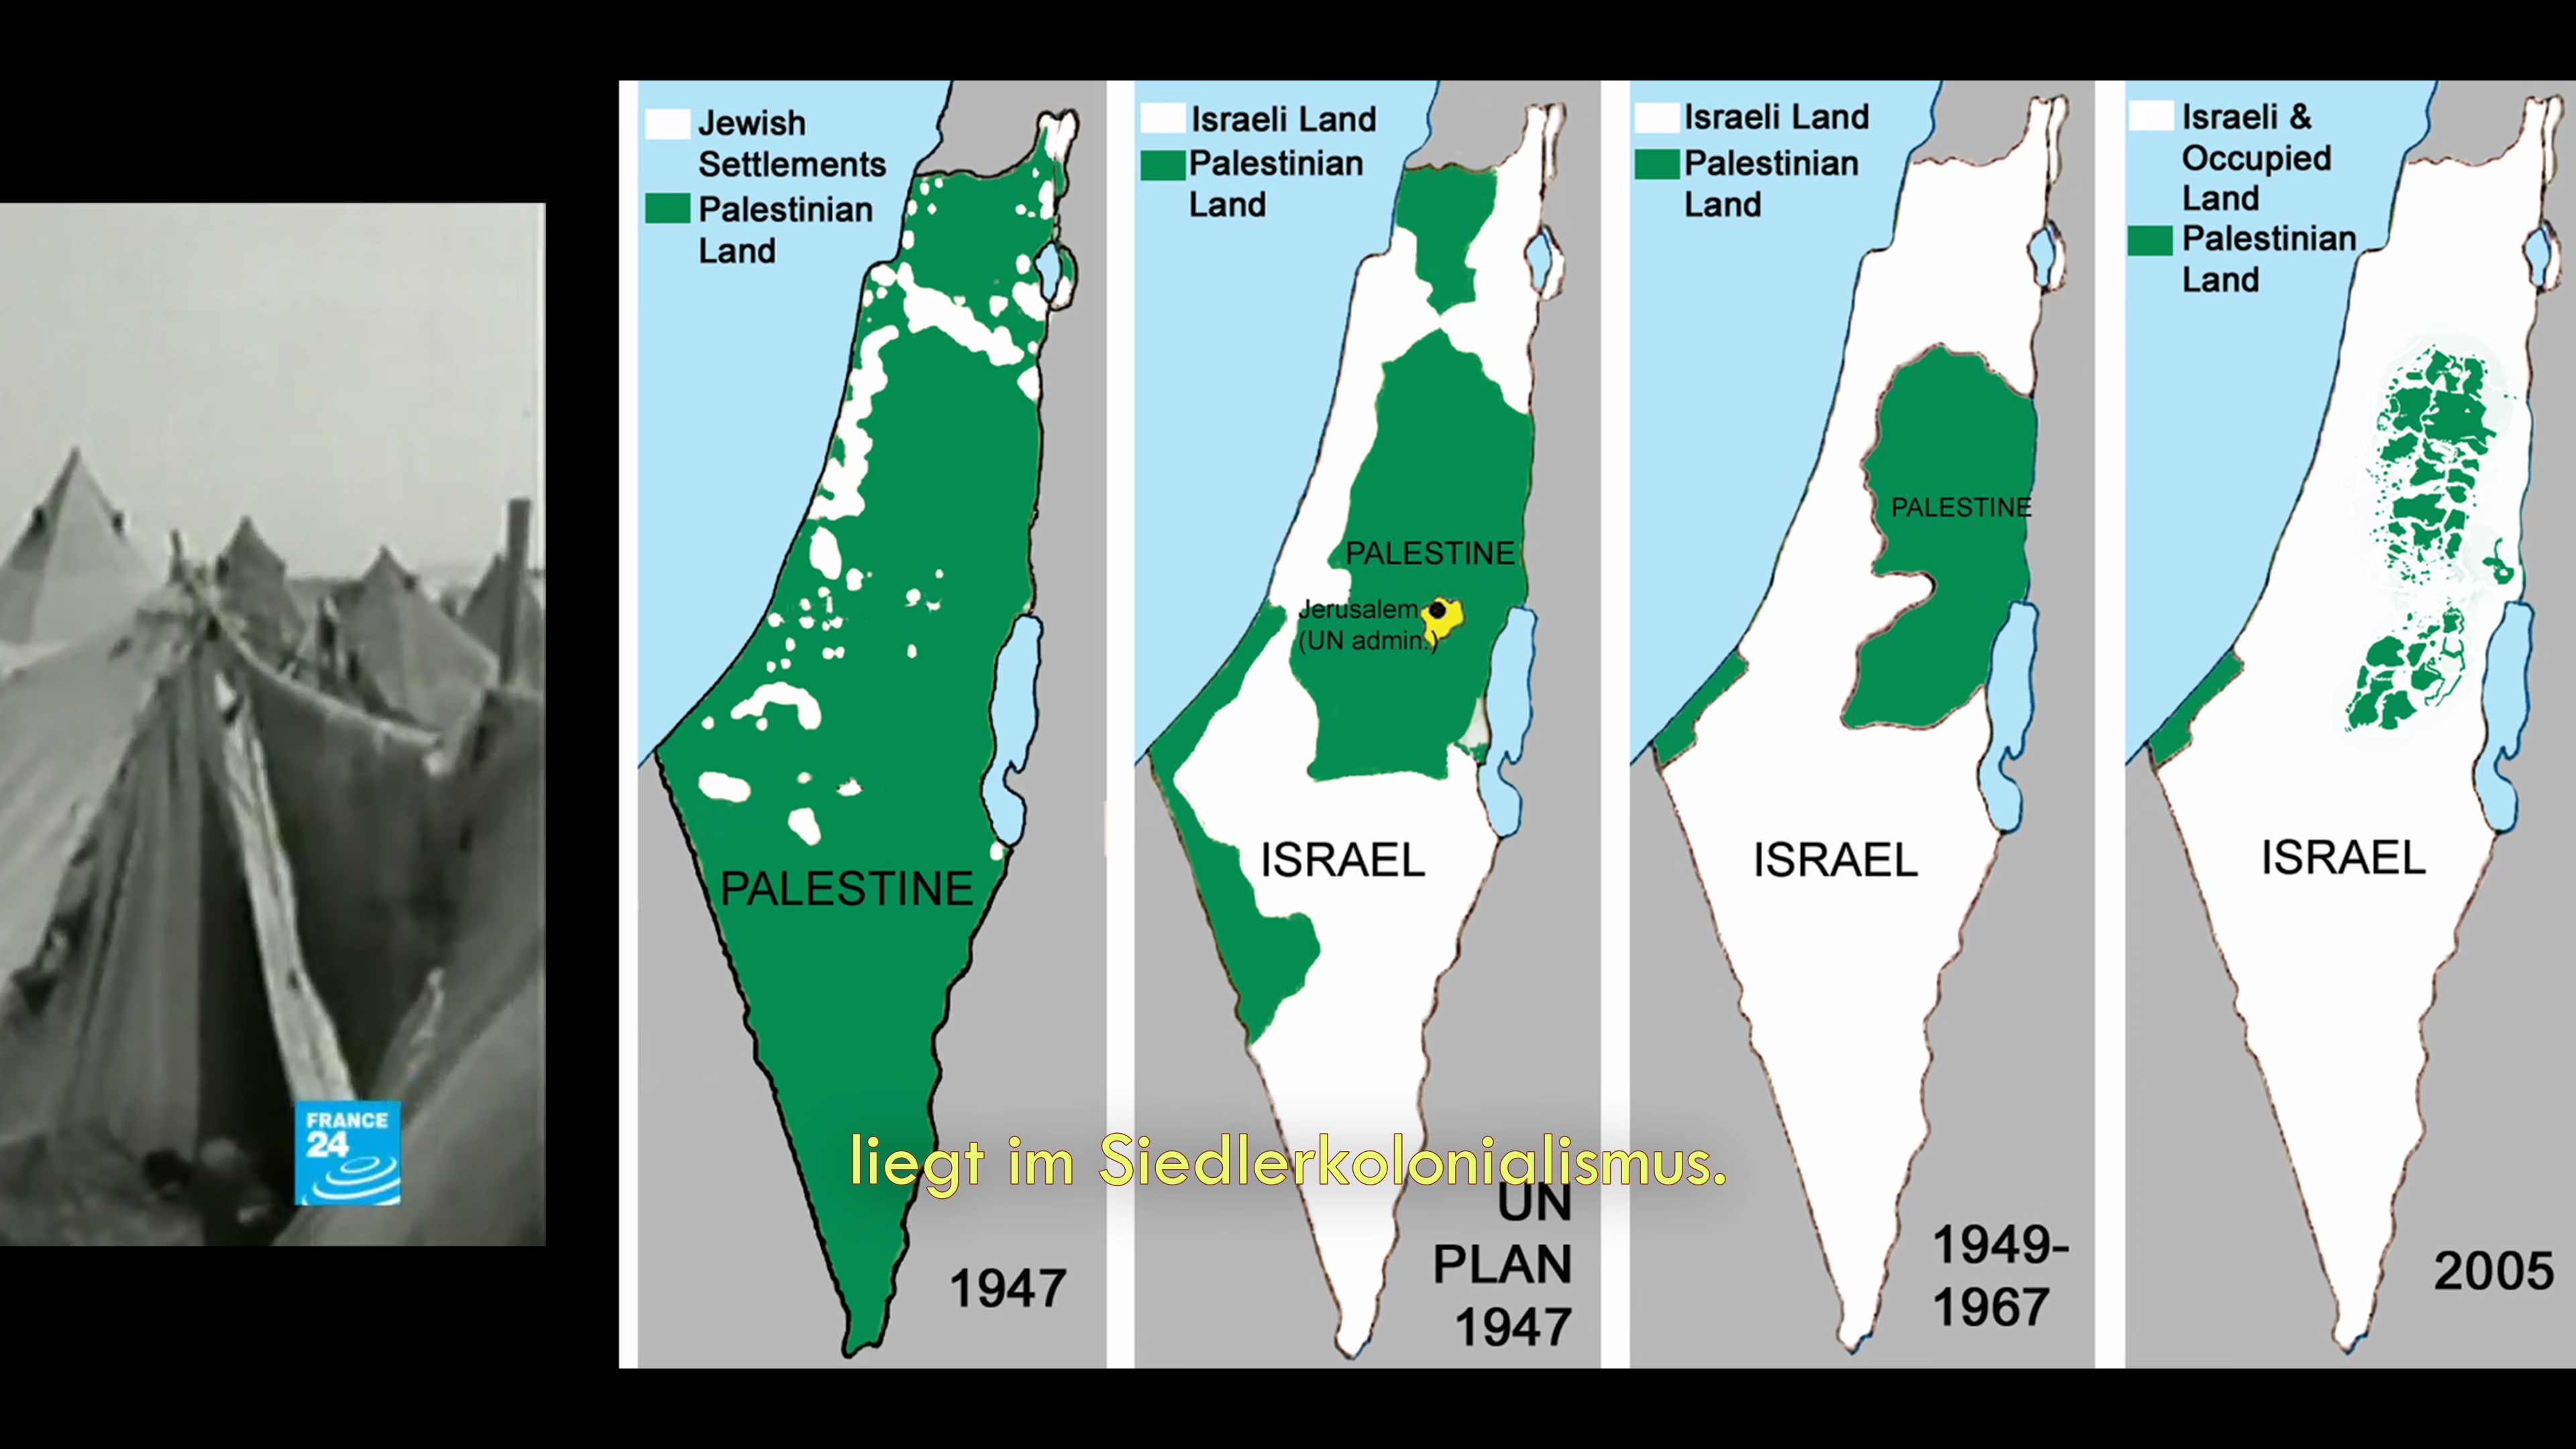 Jewish
Settlements
Palestinian
Land
PALESTINE
1947
Israeli Land
Palestinian
Land
PALESTINE
Jerusalem
(UN admin.)
ISRAEL
UN
PLAN
1947
Israeli Land
Palestinian
Land
PALESTINE
ISRAEL
1949-
1967
Israeli &
Occupied
Land
Palestinian
Land
ISRAEL
2005
FRANCE
24
liegt im Siedlerkolonialismus.